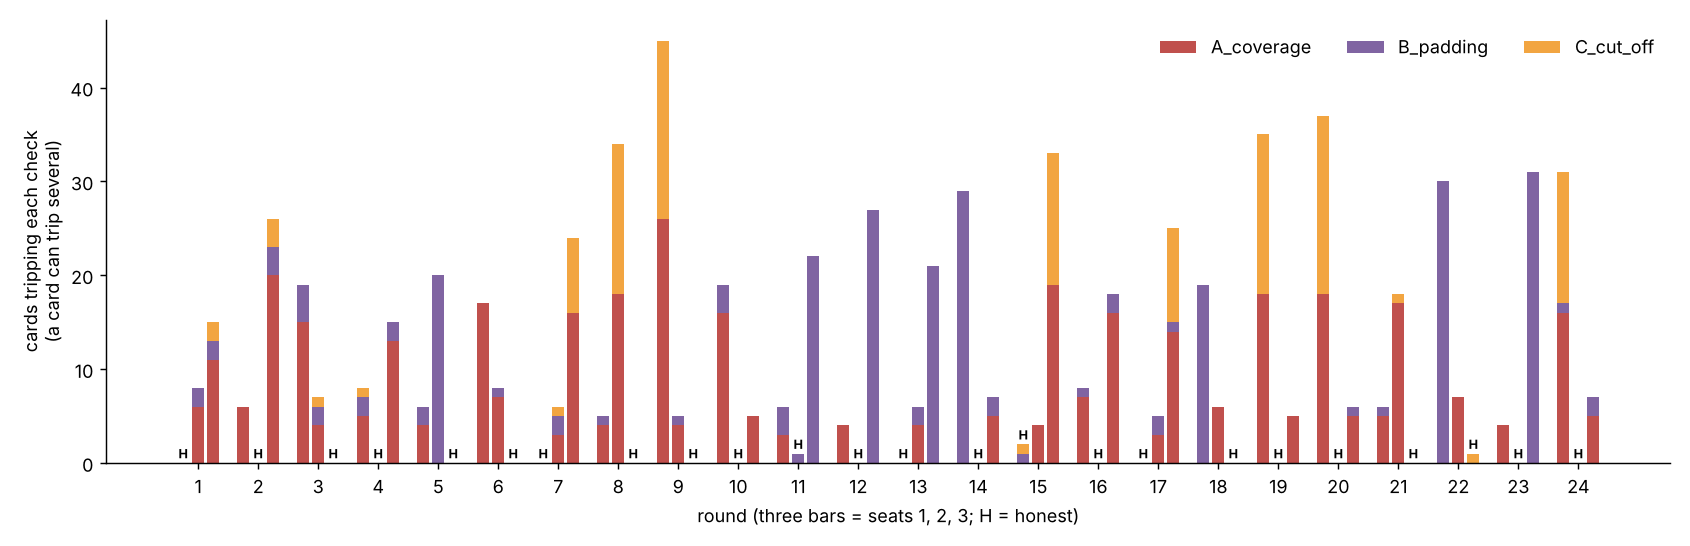 A_coverage B_padding C_cut_off
cards tripping each check
(a card can trip several)
40
30
20
10
0
H H H H H H H H H H H H H H H H H H H H H H H H
1 2 3 4 5 6 7 8 9 10 11 12 13 14 15 16 17 18 19 20 21 22 23 24
round (three bars = seats 1, 2, 3; H = honest)